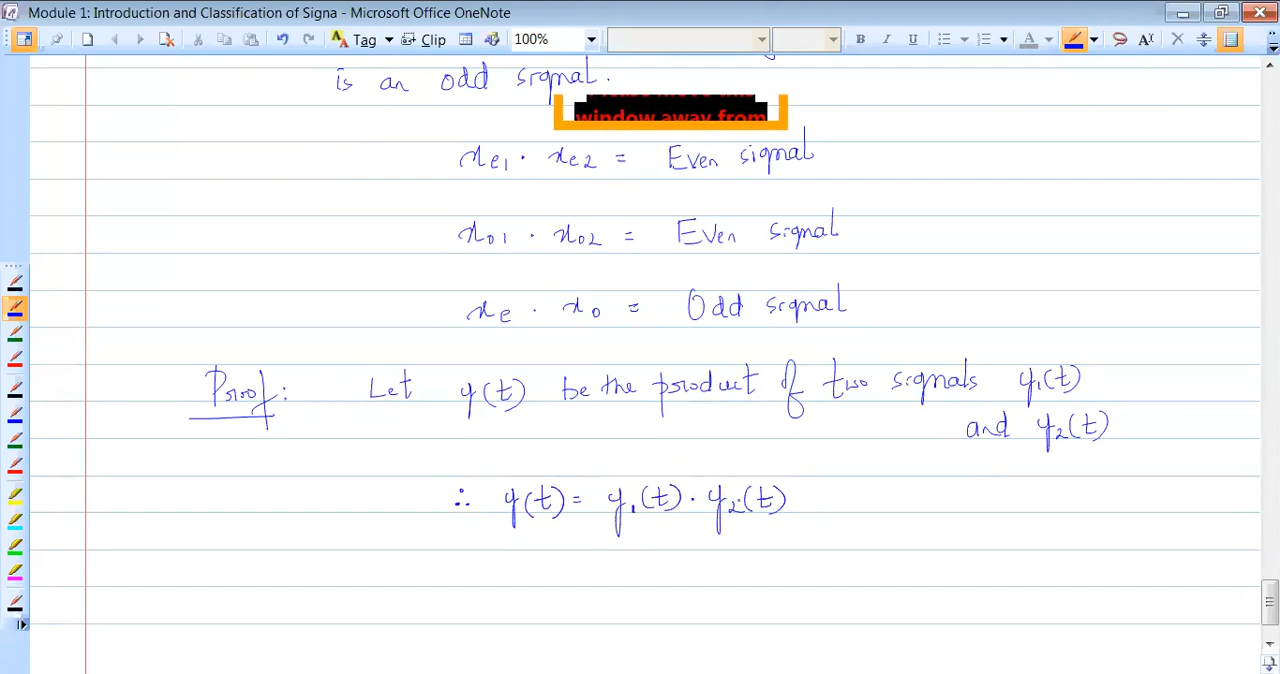 Module 1: Introduction and Classification of Signa - Microsoft Office OneNote
Tag Clip 100% B I U
is an odd signal.
window away from
xe1 · xe2 = Even signal
xo1 · xo2 = Even signal
xe · xo = Odd signal
Proof: Let y(t) be the product of two signals y1(t)
and y2(t)
∴ y(t) = y1(t) · y2(t)